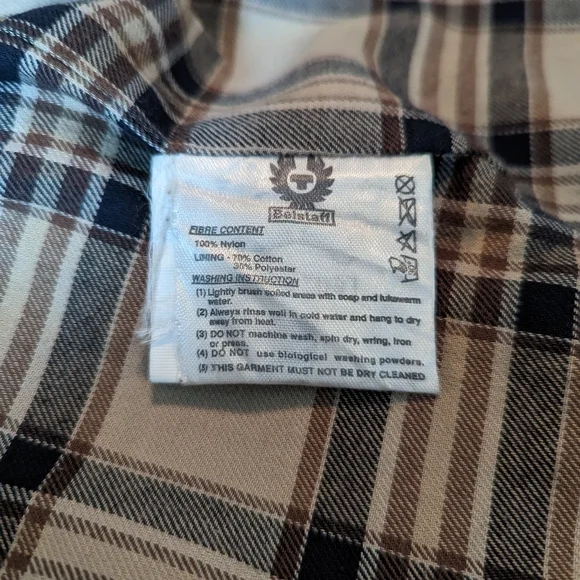 Belstaff
FIBRE CONTENT
100% Nylon
LINING - 70% Cotton
30% Polyester
WASHING INSTRUCTION
(1) Lightly brush soiled areas with soap and lukewarm
water.
(2) Always rinse well in cold water and hang to dry
away from heat.
(3) DO NOT machine wash, spin dry, wring, iron
or press.
(4) DO NOT use biological washing powders.
(5) THIS GARMENT MUST NOT BE DRY CLEANED